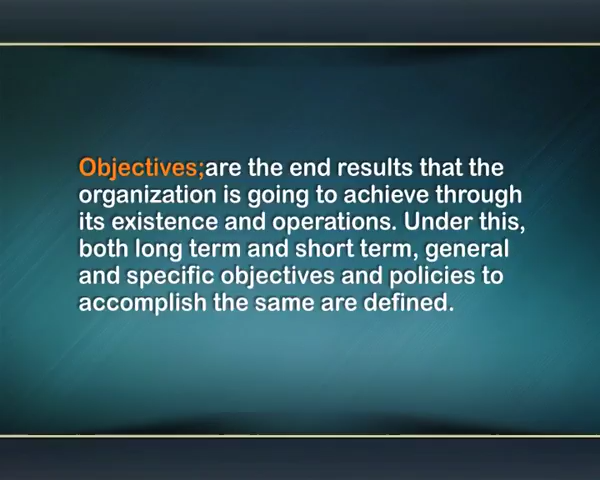 Objectives;are the end results that the
organization is going to achieve through
its existence and operations. Under this,
both long term and short term, general
and specific objectives and policies to
accomplish the same are defined.